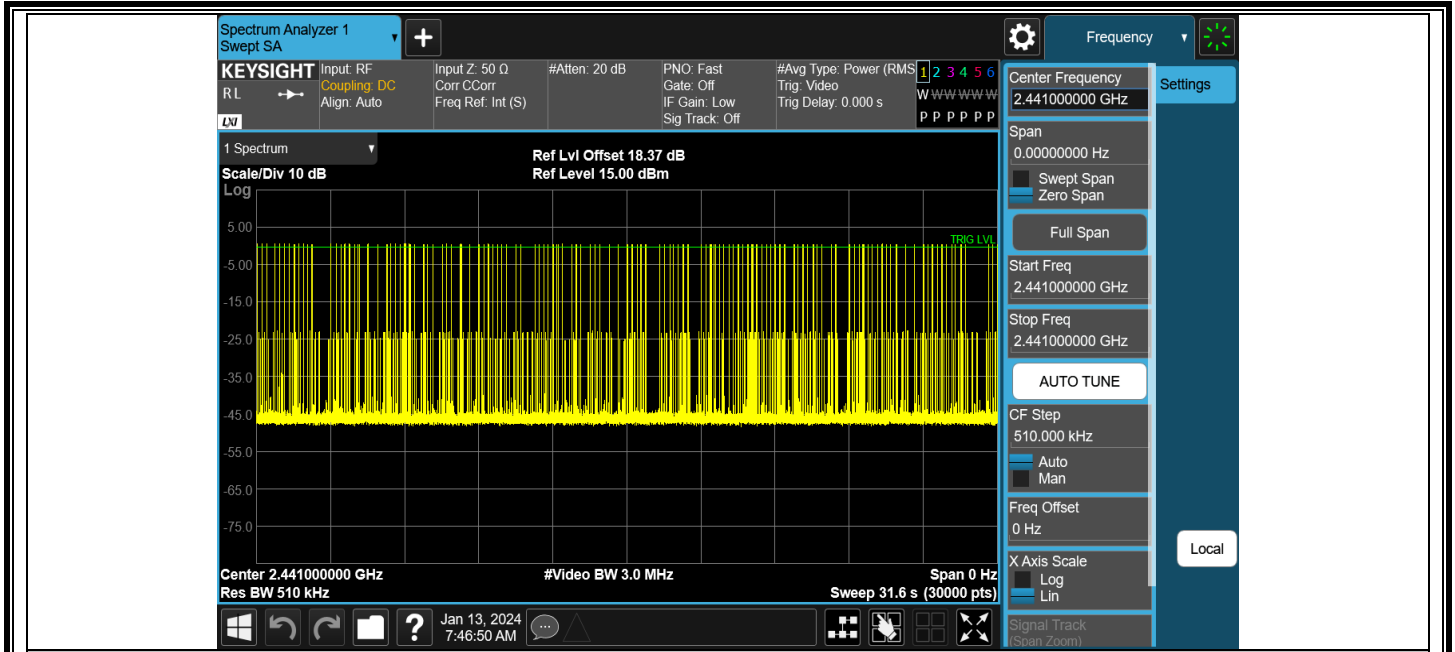 Spectrum Analyzer 1
Swept SA
Frequency
KEYSIGHT
R L
LXI
Input: RF
Coupling: DC
Align: Auto
Input Z: 50 Ω
Corr CCorr
Freq Ref: Int (S)
#Atten: 20 dB
PNO: Fast
Gate: Off
IF Gain: Low
Sig Track: Off
#Avg Type: Power (RMS
Trig: Video
Trig Delay: 0.000 s
1 2 3 4 5 6
W W W W W W
P P P P P P
1 Spectrum
Scale/Div 10 dB
Ref Lvl Offset 18.37 dB
Ref Level 15.00 dBm
Log
5.00
-5.00
-15.0
-25.0
-35.0
-45.0
-55.0
-65.0
-75.0
TRIG LVL
Center 2.441000000 GHz
Res BW 510 kHz
#Video BW 3.0 MHz
Span 0 Hz
Sweep 31.6 s (30000 pts)
Jan 13, 2024
7:46:50 AM
Center Frequency
2.441000000 GHz
Span
0.00000000 Hz
Swept Span
Zero Span
Full Span
Start Freq
2.441000000 GHz
Stop Freq
2.441000000 GHz
AUTO TUNE
CF Step
510.000 kHz
Auto
Man
Freq Offset
0 Hz
X Axis Scale
Log
Lin
Signal Track
(Span Zoom)
Settings
Local